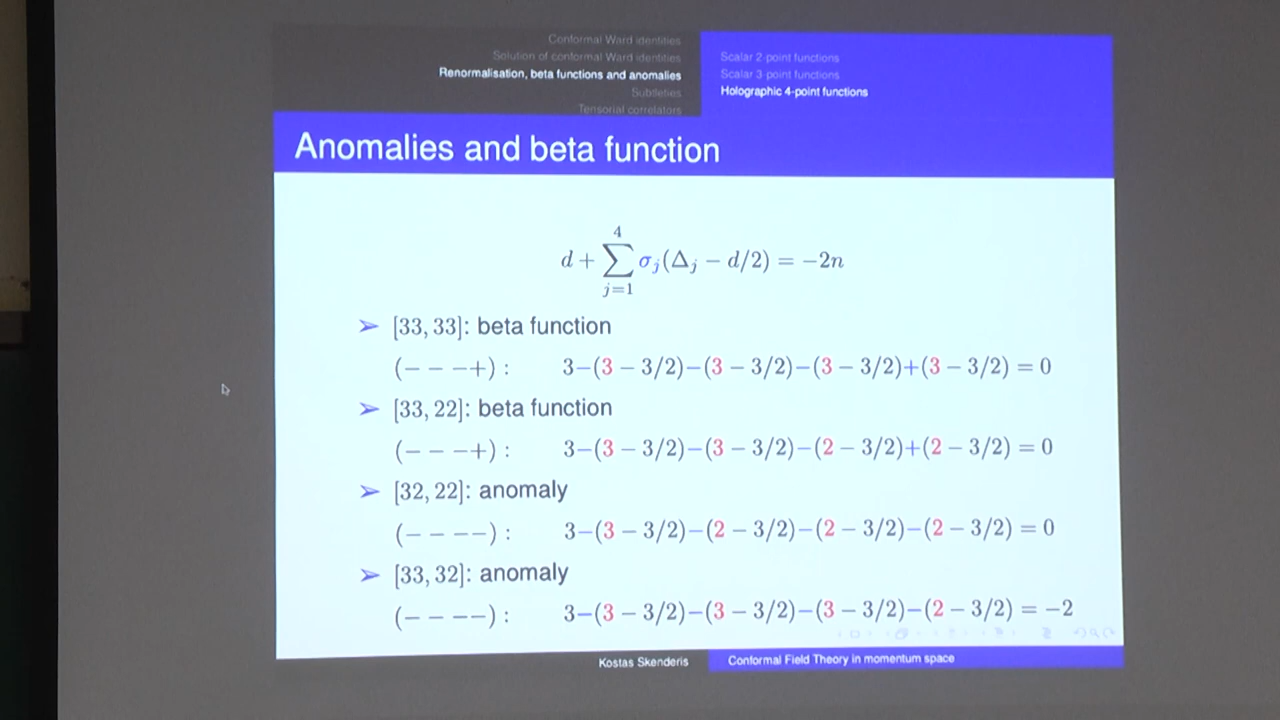 Conformal Ward identities
Solution of conformal Ward identities
Renormalisation, beta functions and anomalies
Subtleties
Tensorial correlators
Scalar 2-point functions
Scalar 3-point functions
Holographic 4-point functions
Anomalies and beta function
d + ∑_{j=1}^{4} σ_j(Δ_j − d/2) = −2n
➢ [33, 33]: beta function
(− − −+) : 3−(3 − 3/2)−(3 − 3/2)−(3 − 3/2)+(3 − 3/2) = 0
➢ [33, 22]: beta function
(− − −+) : 3−(3 − 3/2)−(3 − 3/2)−(2 − 3/2)+(2 − 3/2) = 0
➢ [32, 22]: anomaly
(− − −−) : 3−(3 − 3/2)−(2 − 3/2)−(2 − 3/2)−(2 − 3/2) = 0
➢ [33, 32]: anomaly
(− − −−) : 3−(3 − 3/2)−(3 − 3/2)−(3 − 3/2)−(2 − 3/2) = −2
Kostas Skenderis
Conformal Field Theory in momentum space